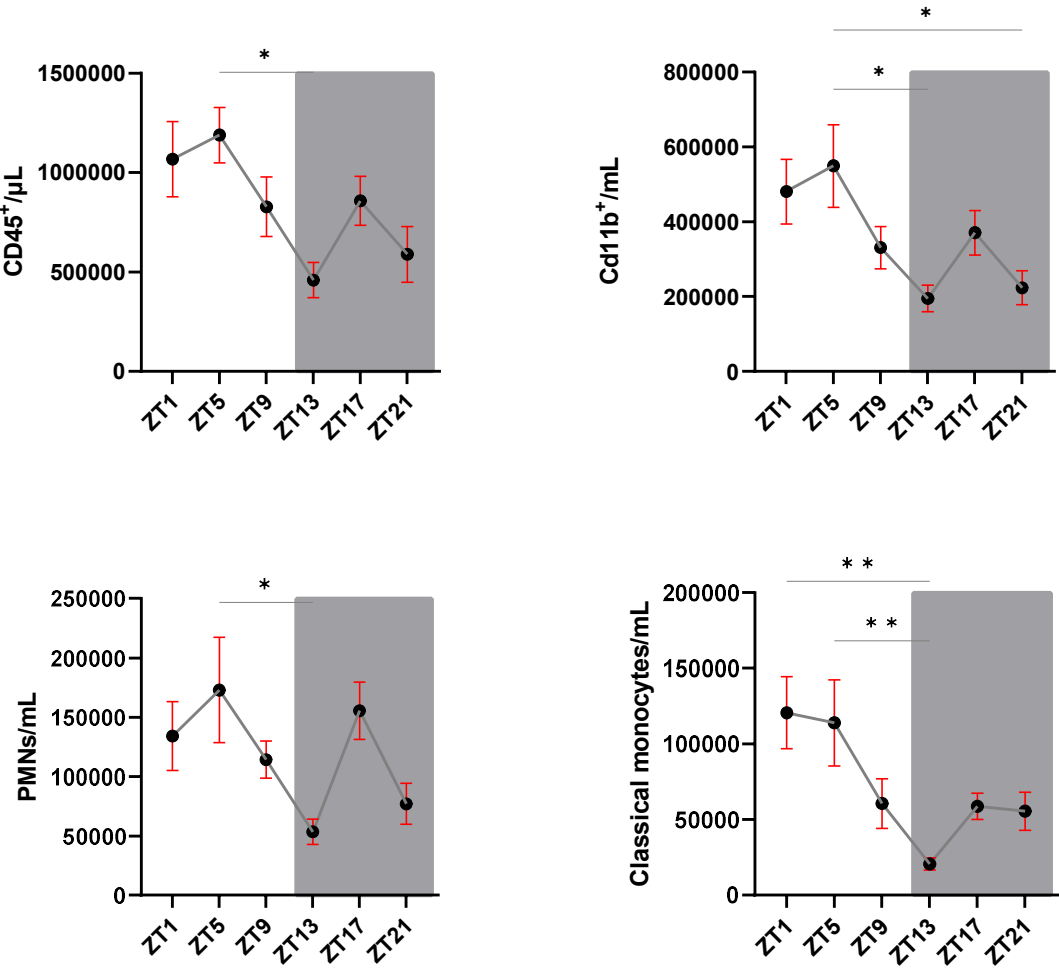 *
1500000
1000000
500000
0
CD45⁺/µL
ZT1
ZT5
ZT9
ZT13
ZT17
ZT21
*
*
800000
600000
400000
200000
0
Cd11b⁺/mL
ZT1
ZT5
ZT9
ZT13
ZT17
ZT21
*
250000
200000
150000
100000
50000
0
PMNs/mL
ZT1
ZT5
ZT9
ZT13
ZT17
ZT21
**
**
200000
150000
100000
50000
0
Classical monocytes/mL
ZT1
ZT5
ZT9
ZT13
ZT17
ZT21